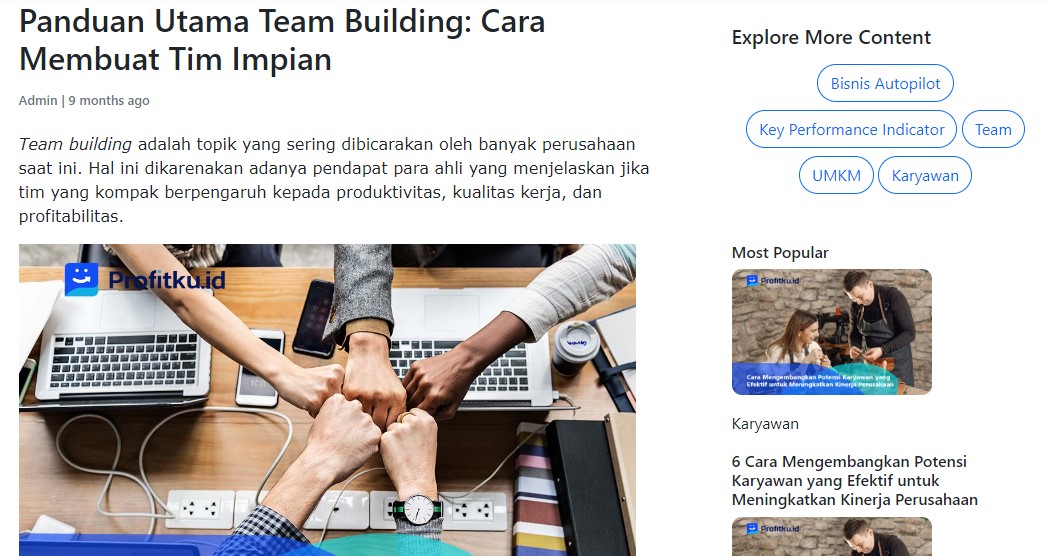 Panduan Utama Team Building: Cara
Membuat Tim Impian
Admin | 9 months ago
Team building adalah topik yang sering dibicarakan oleh banyak perusahaan
saat ini. Hal ini dikarenakan adanya pendapat para ahli yang menjelaskan jika
tim yang kompak berpengaruh kepada produktivitas, kualitas kerja, dan
profitabilitas.
Profitku.id
Explore More Content
Bisnis Autopilot
Key Performance Indicator
Team
UMKM
Karyawan
Most Popular
Profitku.id
Cara Mengembangkan Potensi Karyawan yang
Efektif untuk Meningkatkan Kinerja Perusahaan
Karyawan
6 Cara Mengembangkan Potensi
Karyawan yang Efektif untuk
Meningkatkan Kinerja Perusahaan
Profitku.id